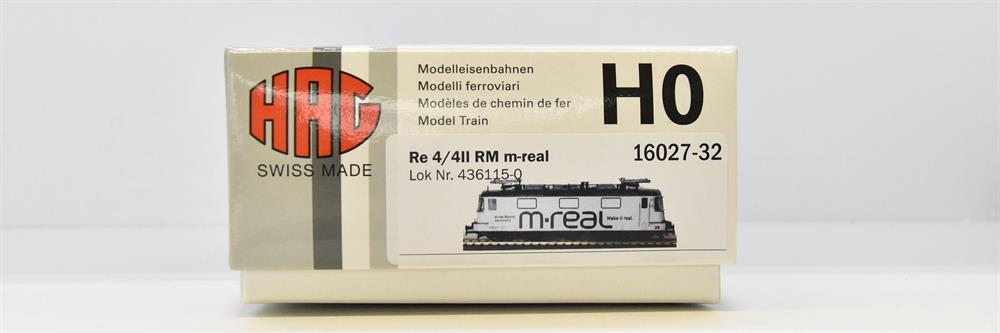 HAG
SWISS MADE
Modelleisenbahnen
Modelli ferroviari
Modèles de chemin de fer
Model Train
H0
Re 4/4II RM m-real
16027-32
Lok Nr. 436115-0
m·real
Make it real.